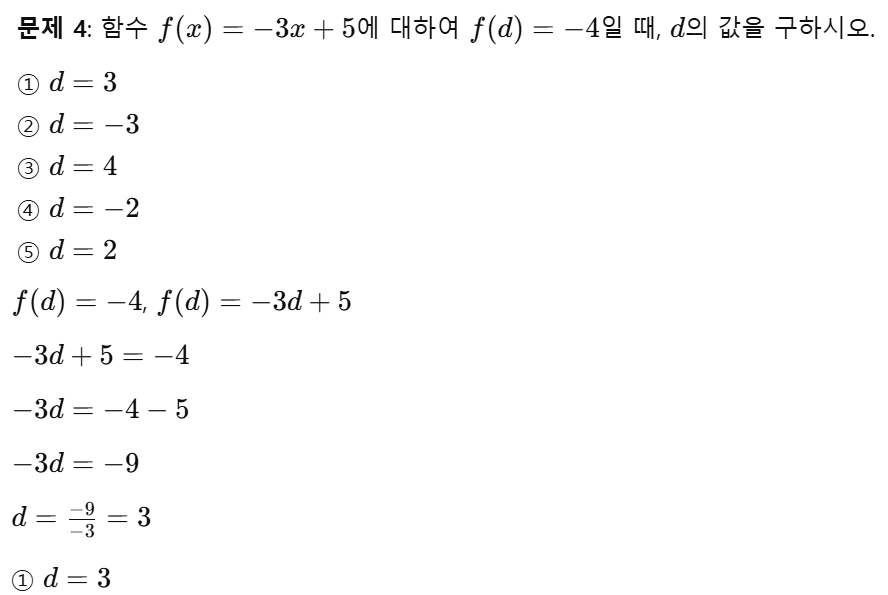 문제 4: 함수 f(x) = −3x + 5에 대하여 f(d) = −4일 때, d의 값을 구하시오.
① d = 3
② d = −3
③ d = 4
④ d = −2
⑤ d = 2
f(d) = −4, f(d) = −3d + 5
−3d + 5 = −4
−3d = −4 − 5
−3d = −9
d = \frac{−9}{−3} = 3
① d = 3